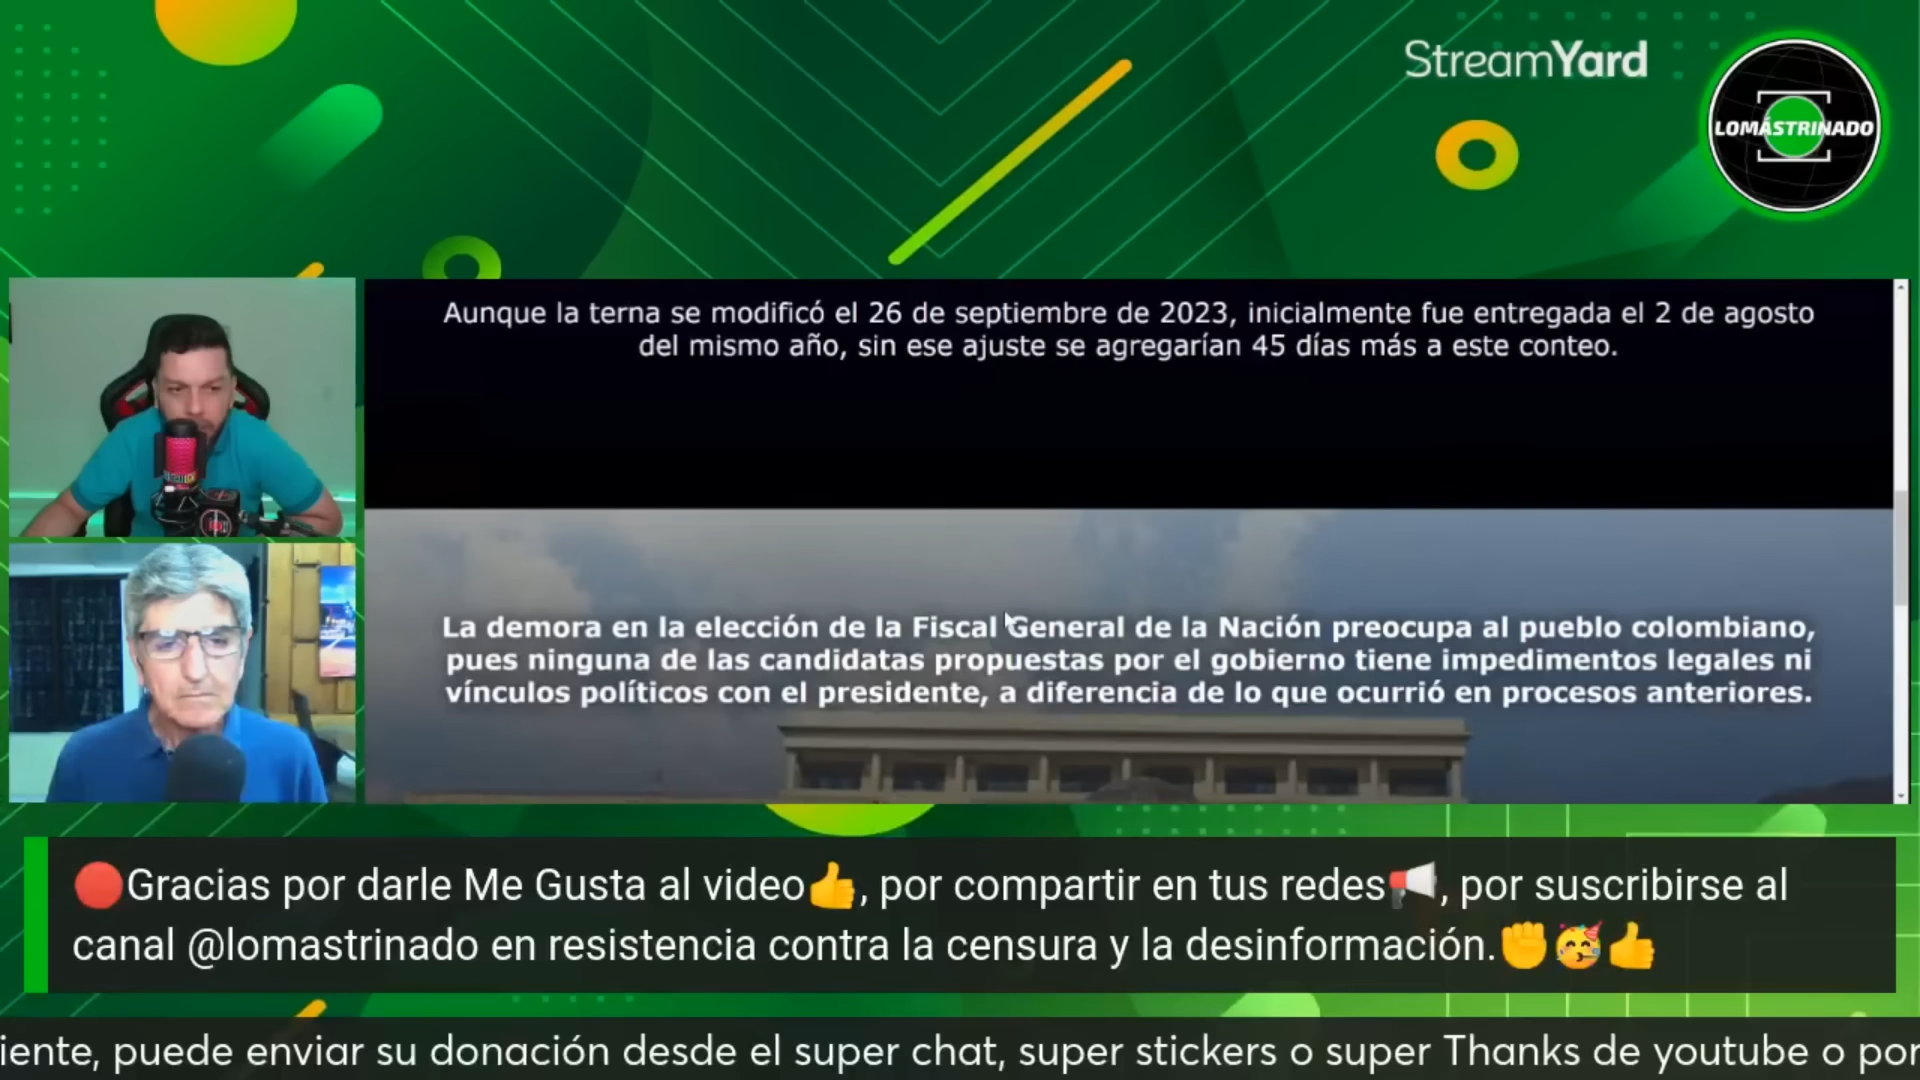 StreamYard
LOMÁSTRINADO
Aunque la terna se modificó el 26 de septiembre de 2023, inicialmente fue entregada el 2 de agosto
del mismo año, sin ese ajuste se agregarían 45 días más a este conteo.
La demora en la elección de la Fiscal General de la Nación preocupa al pueblo colombiano,
pues ninguna de las candidatas propuestas por el gobierno tiene impedimentos legales ni
vínculos políticos con el presidente, a diferencia de lo que ocurrió en procesos anteriores.
🔴Gracias por darle Me Gusta al video👍, por compartir en tus redes📢, por suscribirse al
canal @lomastrinado en resistencia contra la censura y la desinformación.✊🥳👍
iente, puede enviar su donación desde el super chat, super stickers o super Thanks de youtube o por